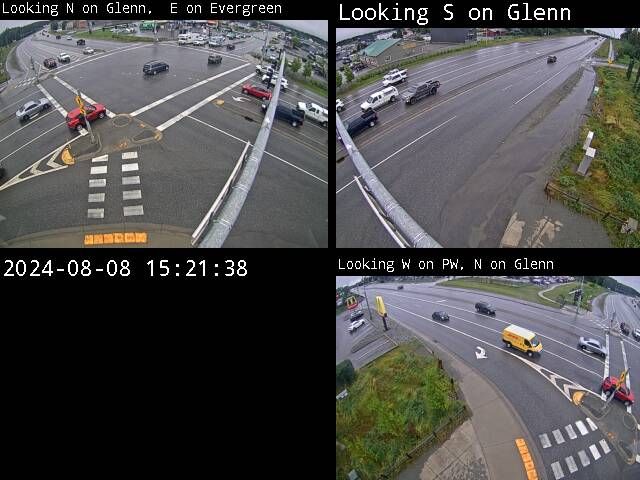 Looking N on Glenn,  E on Evergreen
Looking S on Glenn
2024-08-08 15:21:38
Looking W on PW, N on Glenn